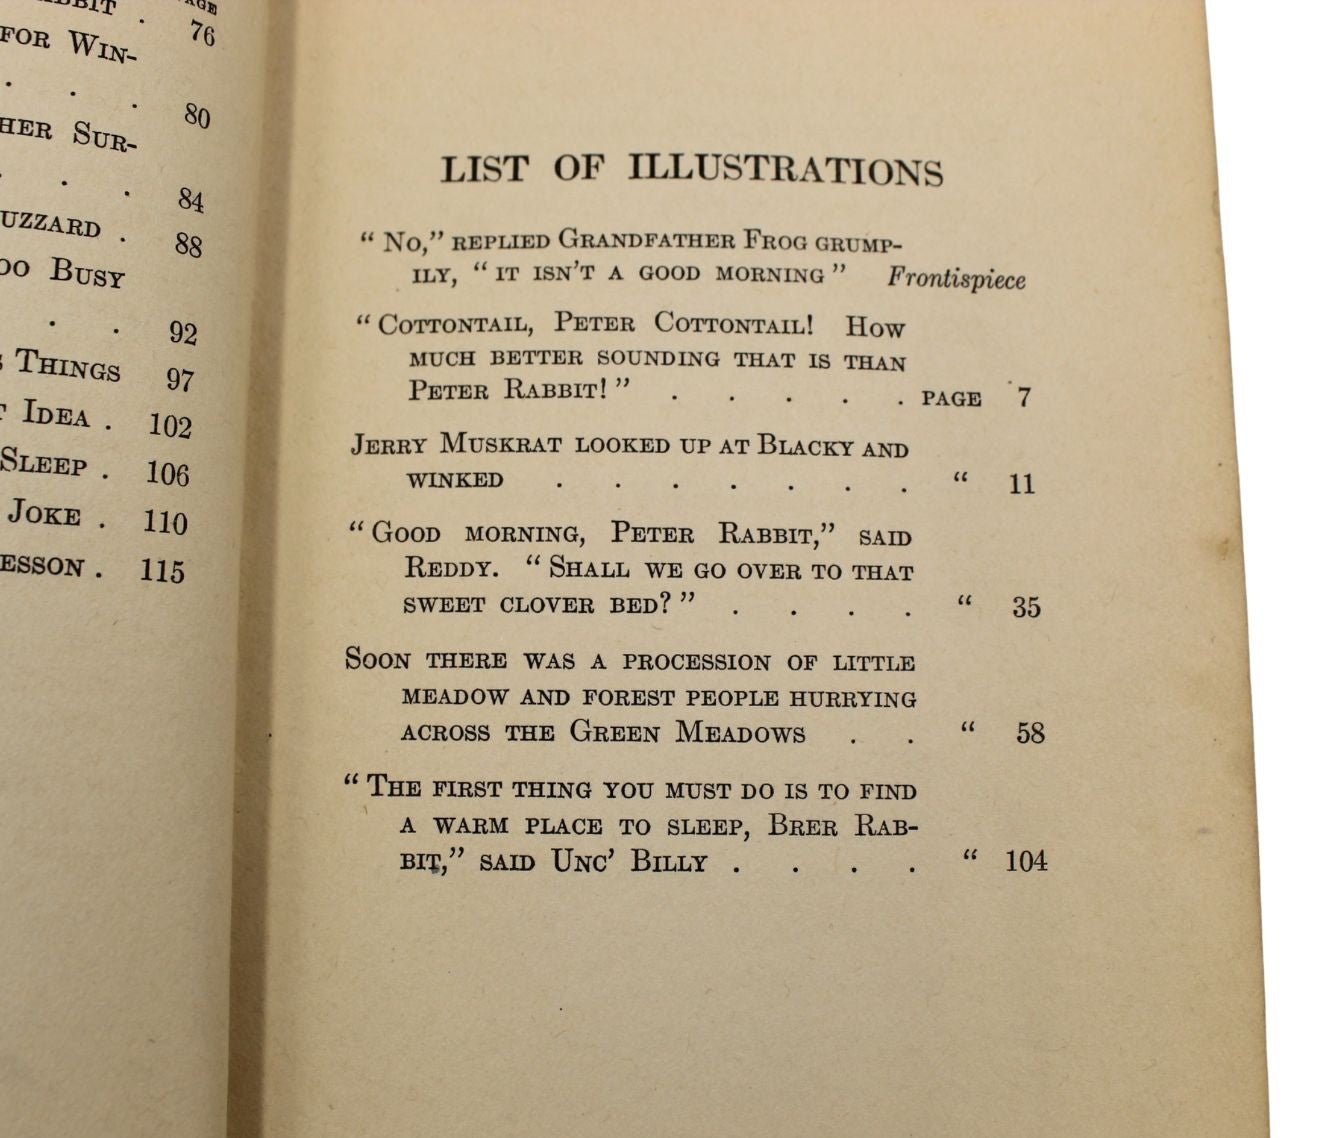 76
FOR WIN-
. . . 80
HER SUR-
. . . 84
UZZARD . 88
OO BUSY
. . 92
THINGS 97
IDEA . 102
SLEEP . 106
JOKE . 110
ESSON . 115
LIST OF ILLUSTRATIONS
“ NO,” REPLIED GRANDFATHER FROG GRUMP-
ILY, “ IT ISN’T A GOOD MORNING ” Frontispiece
“ COTTONTAIL, PETER COTTONTAIL! HOW
MUCH BETTER SOUNDING THAT IS THAN
PETER RABBIT! ” . . . . . PAGE 7
JERRY MUSKRAT LOOKED UP AT BLACKY AND
WINKED . . . . . . . “ 11
“ GOOD MORNING, PETER RABBIT,” SAID
REDDY. “ SHALL WE GO OVER TO THAT
SWEET CLOVER BED? ” . . . . “ 35
SOON THERE WAS A PROCESSION OF LITTLE
MEADOW AND FOREST PEOPLE HURRYING
ACROSS THE GREEN MEADOWS . . “ 58
“ THE FIRST THING YOU MUST DO IS TO FIND
A WARM PLACE TO SLEEP, BRER RAB-
BIT,” SAID UNC’ BILLY . . . . “ 104